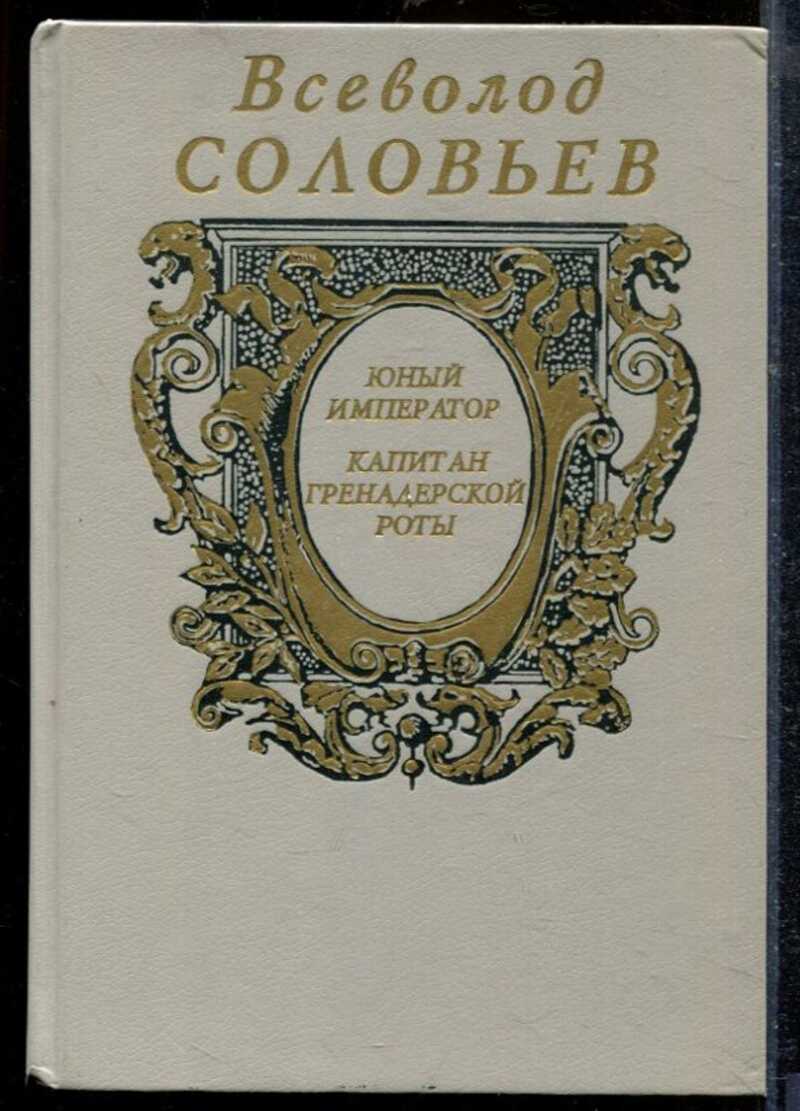 Всеволод
СОЛОВЬЕВ
ЮНЫЙ
ИМПЕРАТОР
КАПИТАН
ГРЕНАДЕРСКОЙ
РОТЫ